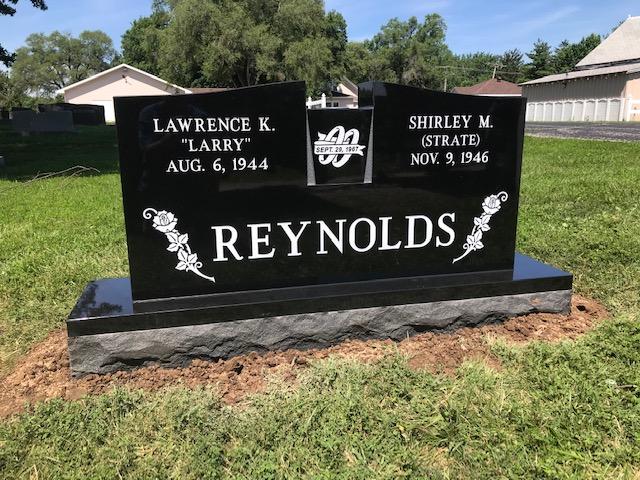 LAWRENCE K.
"LARRY"
AUG. 6, 1944
SEPT. 29, 1967
SHIRLEY M.
(STRATE)
NOV. 9, 1946
REYNOLDS